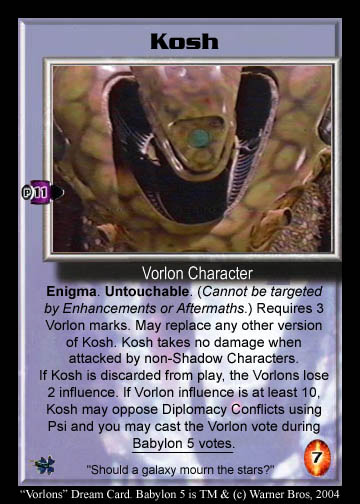 Kosh
P 11
Vorlon Character
Enigma. Untouchable. (Cannot be targeted
by Enhancements or Aftermaths.) Requires 3
Vorlon marks. May replace any other version
of Kosh. Kosh takes no damage when
attacked by non-Shadow Characters.
If Kosh is discarded from play, the Vorlons lose
2 influence. If Vorlon influence is at least 10,
Kosh may oppose Diplomacy Conflicts using
Psi and you may cast the Vorlon vote during
Babylon 5 votes.
7
"Should a galaxy mourn the stars?"
"Vorlons" Dream Card. Babylon 5 is TM & (c) Warner Bros, 2004